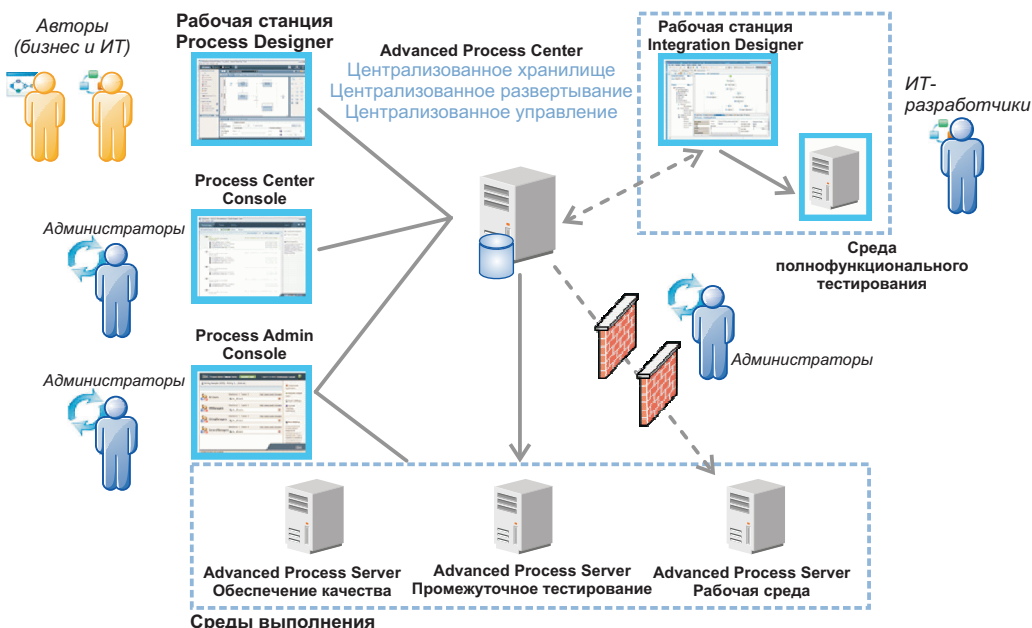 Авторы
(бизнес и ИТ)
Рабочая станция
Process Designer
Advanced Process Center
Централизованное хранилище
Централизованное развертывание
Централизованное управление
Рабочая станция
Integration Designer
ИТ-
разработчики
Process Center
Console
Администраторы
Среда
полнофункционального
тестирования
Process Admin
Console
Администраторы
Администраторы
Advanced Process Server
Обеспечение качества
Advanced Process Server
Промежуточное тестирование
Advanced Process Server
Рабочая среда
Среды выполнения